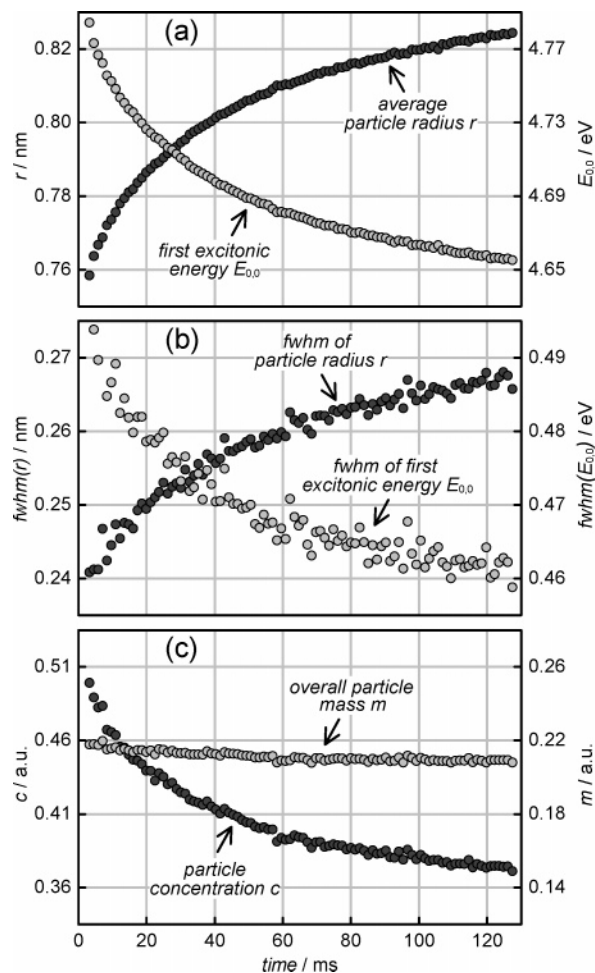 (a)
0.82
0.80
0.78
0.76
r / nm
4.77
4.73
4.69
4.65
E0,0 / eV
average
particle radius r
first excitonic
energy E0,0
(b)
0.27
0.26
0.25
0.24
fwhm(r) / nm
0.49
0.48
0.47
0.46
fwhm(E0,0) / eV
fwhm of
particle radius r
fwhm of first
excitonic energy E0,0
(c)
0.51
0.46
0.41
0.36
c / a.u.
0.26
0.22
0.18
0.14
m / a.u.
overall particle
mass m
particle
concentration c
0 20 40 60 80 100 120
time / ms